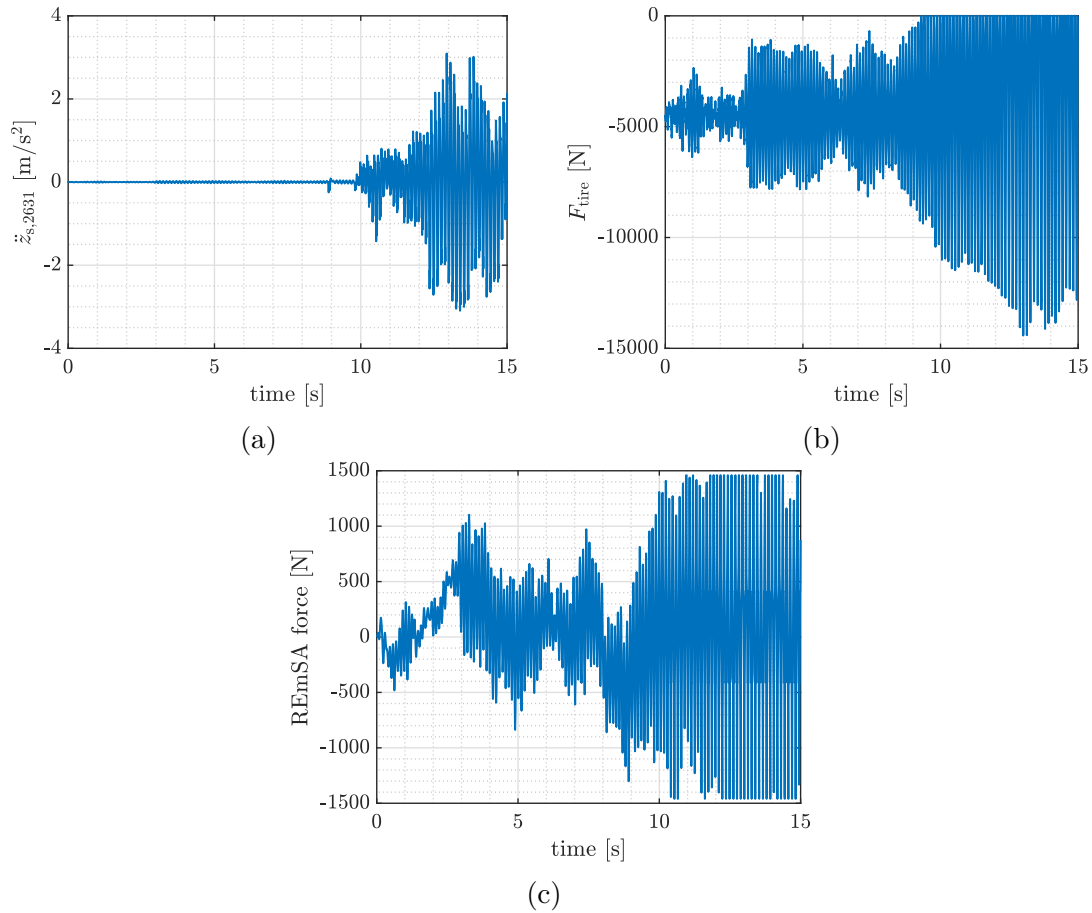 4
2
0
-2
-4
z̈s,2631 [m/s²]
0 5 10 15
time [s]
(a)
0
-5000
-10000
-15000
Ftire [N]
0 5 10 15
time [s]
(b)
1500
1000
500
0
-500
-1000
-1500
REmSA force [N]
0 5 10 15
time [s]
(c)